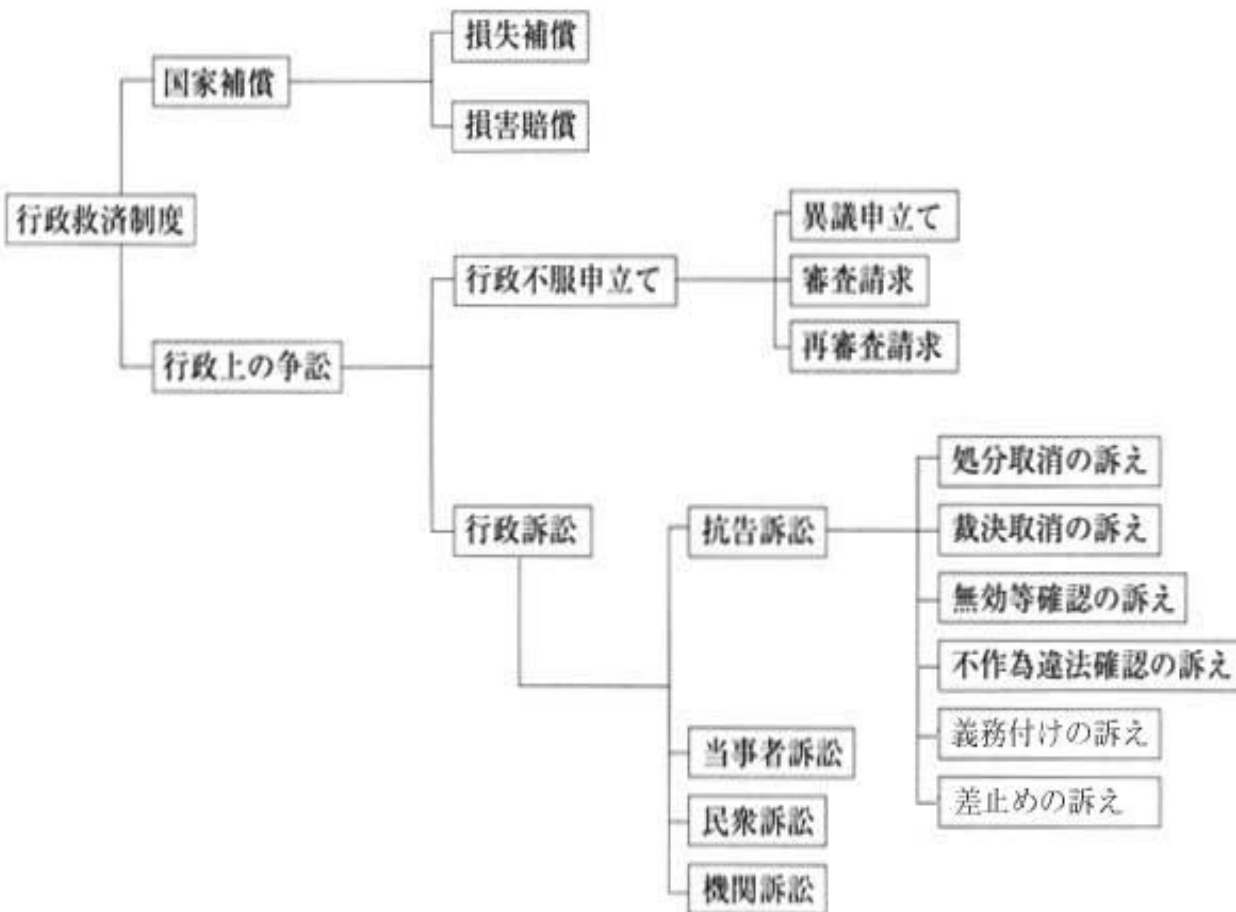 行政救済制度
国家補償
損失補償
損害賠償
行政上の争訟
行政不服申立て
異議申立て
審査請求
再審査請求
行政訴訟
抗告訴訟
処分取消の訴え
裁決取消の訴え
無効等確認の訴え
不作為違法確認の訴え
義務付けの訴え
差止めの訴え
当事者訴訟
民衆訴訟
機関訴訟